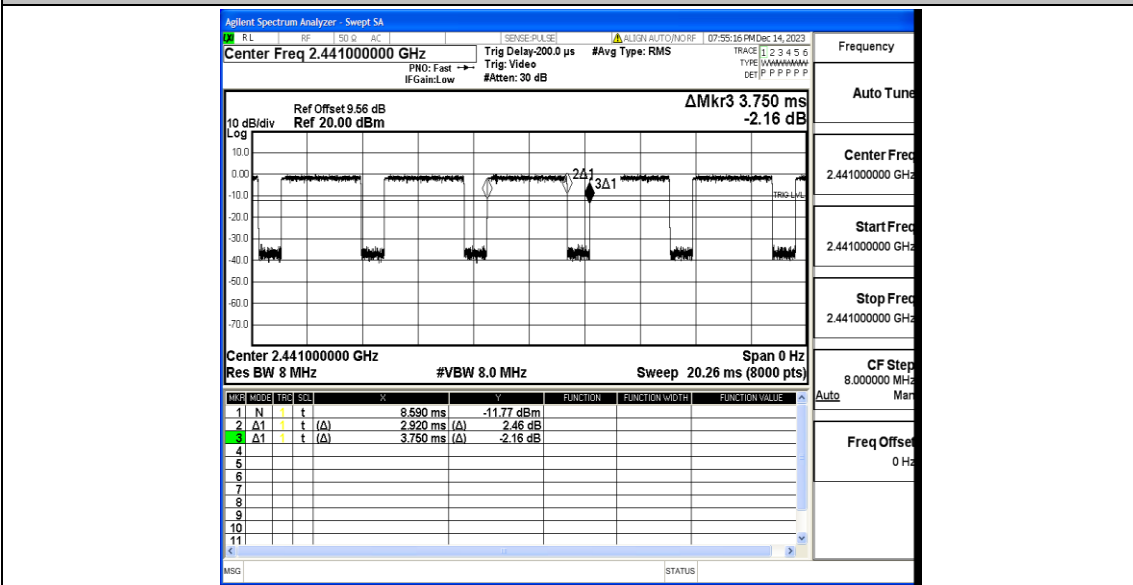 Agilent Spectrum Analyzer - Swept SA
RL RF 50 Ω AC SENSE:PULSE ALIGN AUTO/NO RF 07:55:16 PM Dec 14, 2023
Center Freq 2.441000000 GHz
PNO: Fast
IFGain:Low
Trig Delay-200.0 µs
Trig: Video
#Atten: 30 dB
#Avg Type: RMS
TRACE 1 2 3 4 5 6
TYPE
DET P P P P P P
ΔMkr3 3.750 ms
-2.16 dB
Ref Offset 9.56 dB
10 dB/div Ref 20.00 dBm
Log
10.0
0.00
-10.0
-20.0
-30.0
-40.0
-50.0
-60.0
-70.0
2Δ1
3Δ1
TRIG LVL
Center 2.441000000 GHz Span 0 Hz
Res BW 8 MHz #VBW 8.0 MHz Sweep 20.26 ms (8000 pts)
MKR MODE TRC SCL X Y FUNCTION FUNCTION WIDTH FUNCTION VALUE
1 N 1 t 8.590 ms -11.77 dBm
2 Δ1 1 t (Δ) 2.920 ms (Δ) 2.46 dB
3 Δ1 1 t (Δ) 3.750 ms (Δ) -2.16 dB
4
5
6
7
8
9
10
11
MSG STATUS
Frequency
Auto Tune
Center Freq
2.441000000 GHz
Start Freq
2.441000000 GHz
Stop Freq
2.441000000 GHz
CF Step
8.000000 MHz
Auto Man
Freq Offset
0 Hz